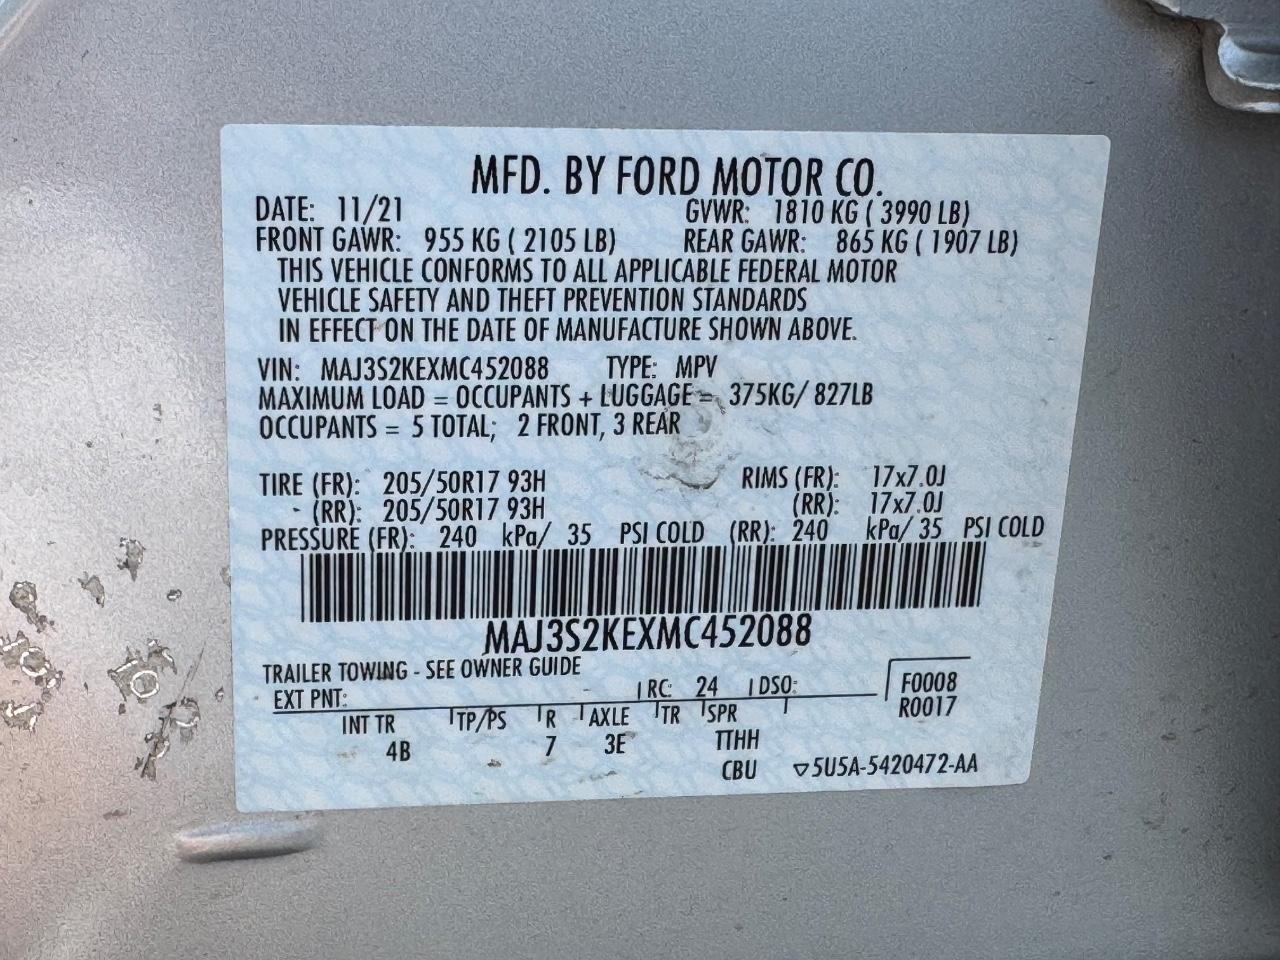 MFD. BY FORD MOTOR CO.
DATE: 11/21 GVWR: 1810 KG ( 3990 LB)
FRONT GAWR: 955 KG ( 2105 LB) REAR GAWR: 865 KG ( 1907 LB)
THIS VEHICLE CONFORMS TO ALL APPLICABLE FEDERAL MOTOR
VEHICLE SAFETY AND THEFT PREVENTION STANDARDS
IN EFFECT ON THE DATE OF MANUFACTURE SHOWN ABOVE.
VIN: MAJ3S2KEXMC452088 TYPE: MPV
MAXIMUM LOAD = OCCUPANTS + LUGGAGE = 375KG/ 827LB
OCCUPANTS = 5 TOTAL; 2 FRONT, 3 REAR
TIRE (FR): 205/50R17 93H RIMS (FR): 17x7.0J
(RR): 205/50R17 93H (RR): 17x7.0J
PRESSURE (FR): 240 kPa/ 35 PSI COLD (RR): 240 kPa/ 35 PSI COLD
MAJ3S2KEXMC452088
TRAILER TOWING - SEE OWNER GUIDE
EXT PNT: RC: 24 DSO: F0008
R0017
INT TR TP/PS R AXLE TR SPR
4B 7 3E TTHH
CBU ▽5U5A-5420472-AA